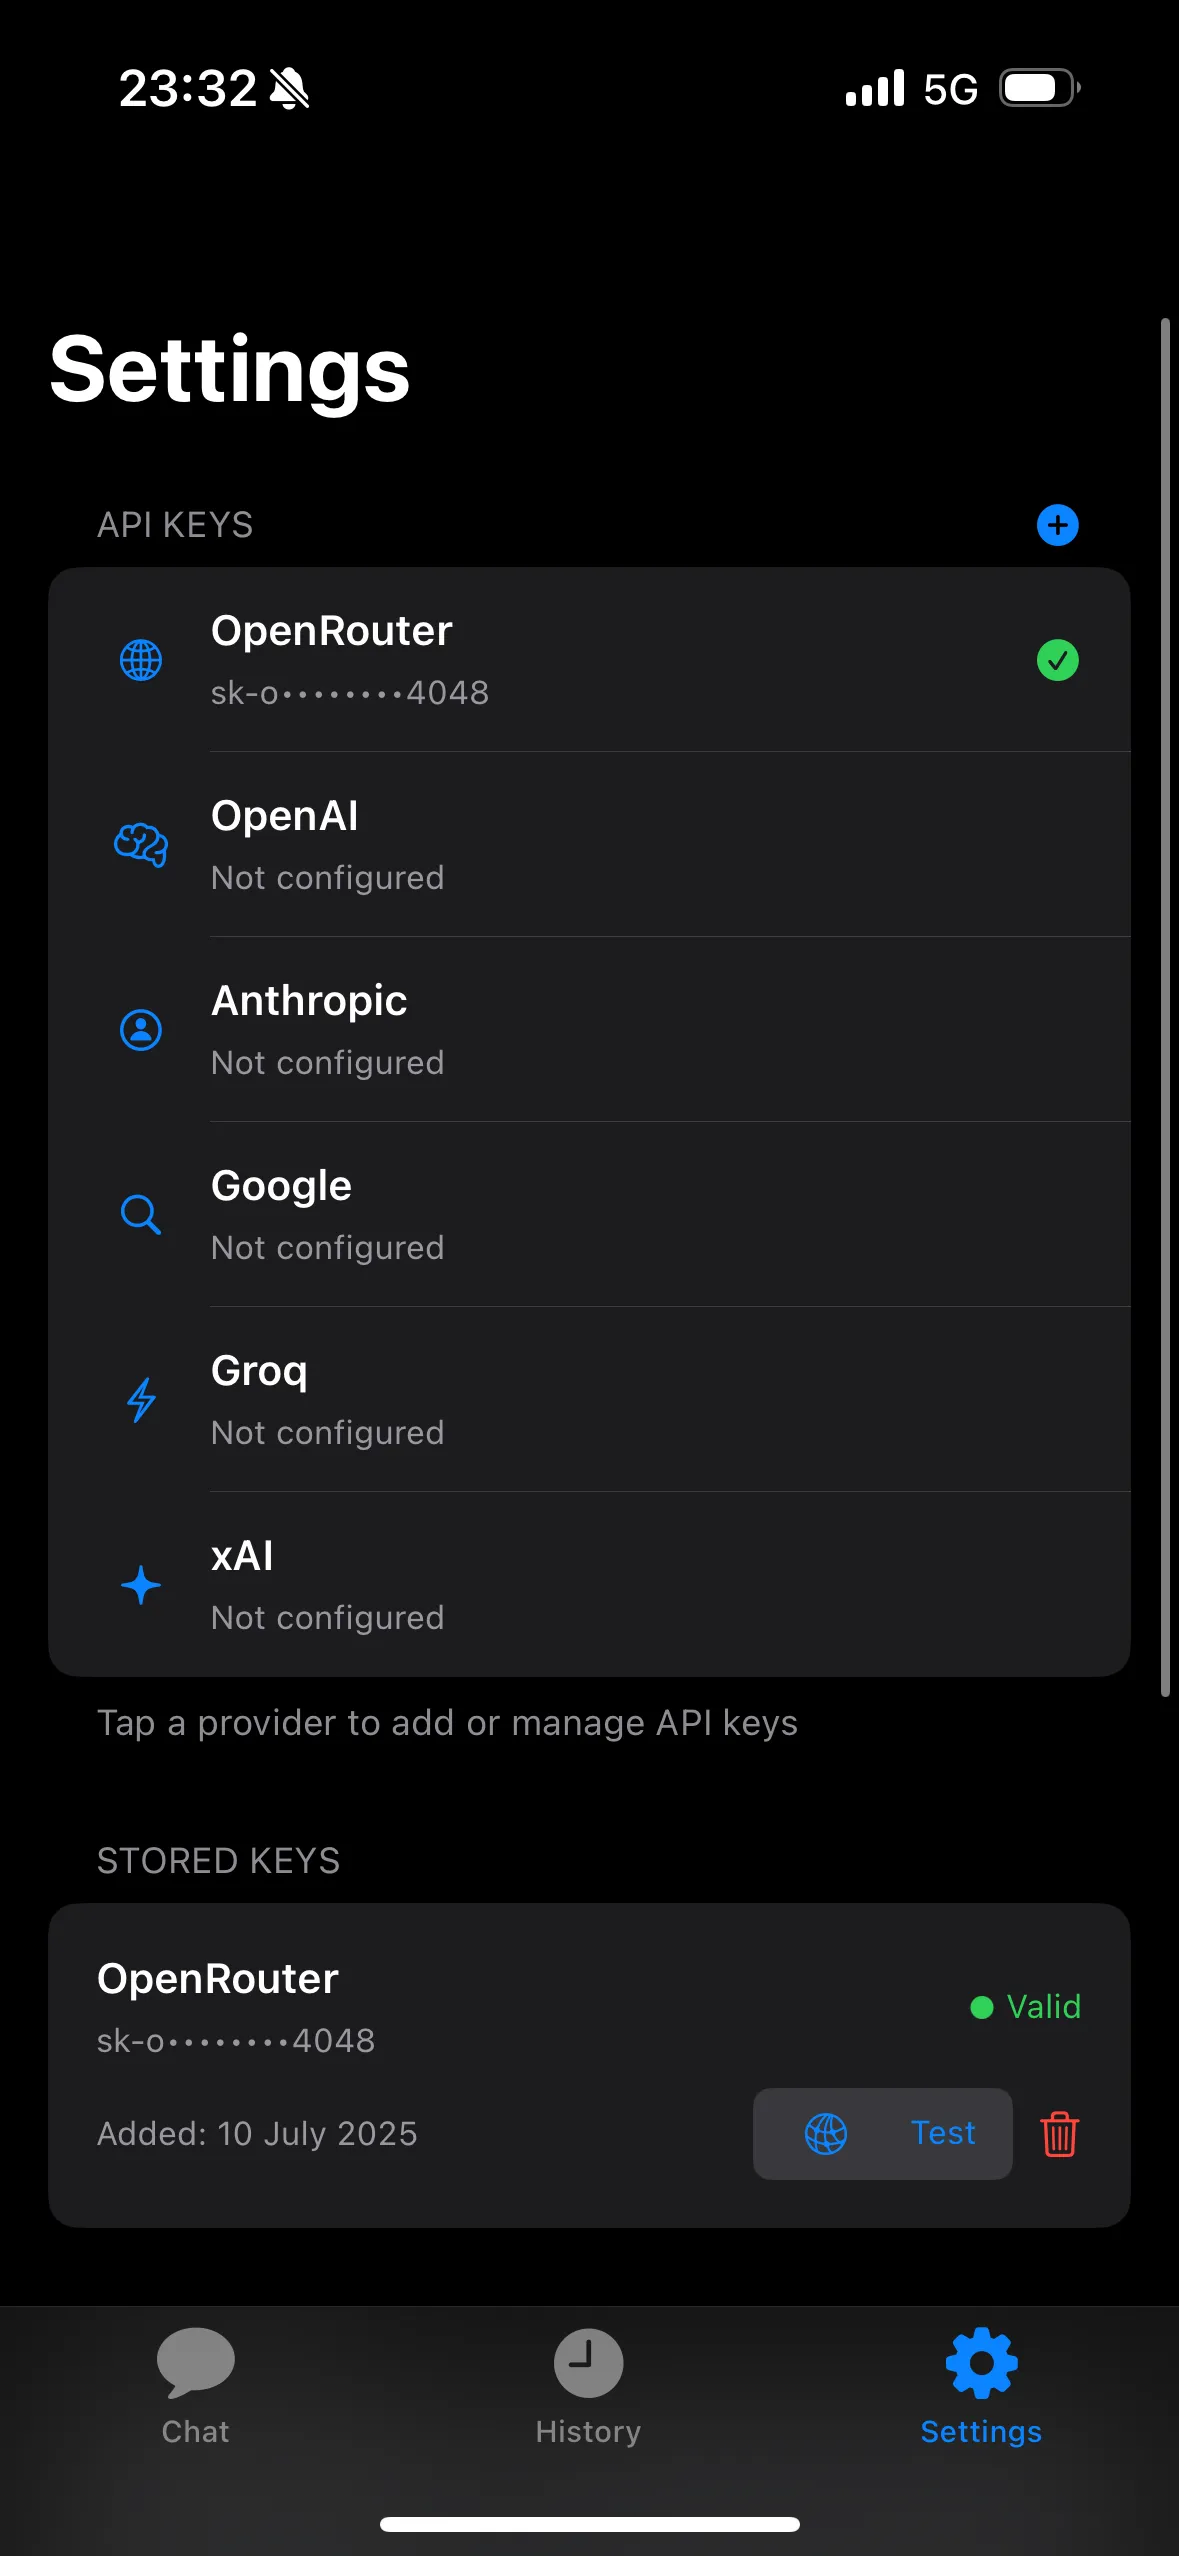 23:32
5G
Settings
API KEYS
OpenRouter
sk-o••••••••4048
OpenAI
Not configured
Anthropic
Not configured
Google
Not configured
Groq
Not configured
xAI
Not configured
Tap a provider to add or manage API keys
STORED KEYS
OpenRouter
Valid
sk-o••••••••4048
Added: 10 July 2025
Test
Chat
History
Settings